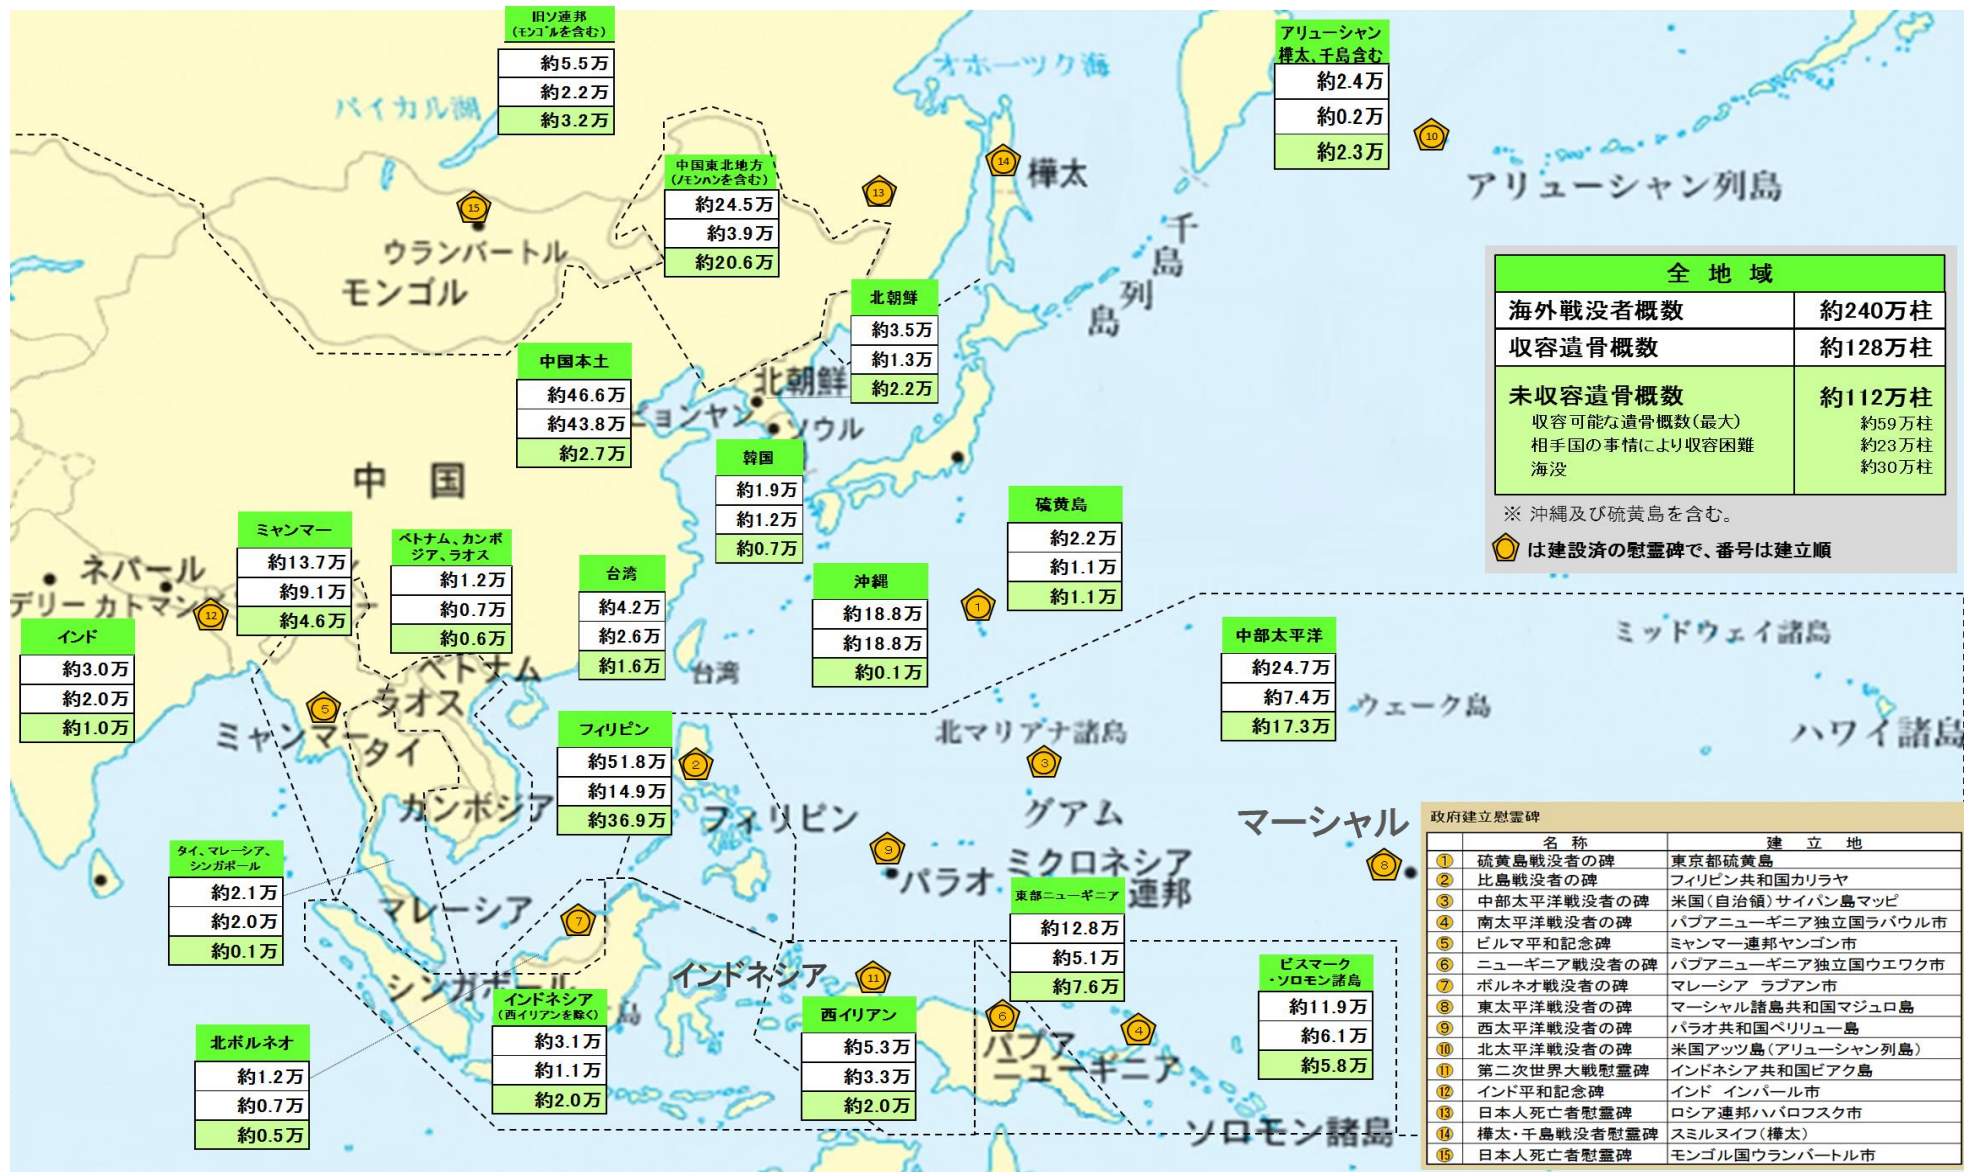 旧ソ連邦
(モンゴルを含む)
約5.5万
約2.2万
約3.2万
アリューシャン
樺太、千島含む
約2.4万
約0.2万
約2.3万
オホーツク海
バイカル湖
中国東北地方
(ノモンハンを含む)
約24.5万
約3.9万
約20.6万
⑩
⑭
樺太
⑬
⑮
アリューシャン列島
ウランバートル
モンゴル
千島列島
北朝鮮
約3.5万
約1.3万
約2.2万
全地域
海外戦没者概数 約240万柱
収容遺骨概数 約128万柱
未収容遺骨概数 約112万柱
収容可能な遺骨概数(最大) 約59万柱
相手国の事情により収容困難 約23万柱
海没 約30万柱
※ 沖縄及び硫黄島を含む。
は建設済の慰霊碑で、番号は建立順
中国本土
約46.6万
約43.8万
約2.7万
北朝鮮
ピョンヤン
ソウル
中国
韓国
約1.9万
約1.2万
約0.7万
硫黄島
約2.2万
約1.1万
約1.1万
①
ミャンマー
約13.7万
約9.1万
約4.6万
ベトナム、カンボ
ジア、ラオス
約1.2万
約0.7万
約0.6万
台湾
約4.2万
約2.6万
約1.6万
沖縄
約18.8万
約18.8万
約0.1万
ネパール
デリー
カトマン
⑫
インド
約3.0万
約2.0万
約1.0万
中部太平洋
約24.7万
約7.4万
約17.3万
ミッドウェイ諸島
ウェーク島
ハワイ諸島
台湾
ベトナム
ラオス
⑤
ミャンマー
タイ
カンボジア
フィリピン
約51.8万
約14.9万
約36.9万
②
フィリピン
北マリアナ諸島
③
グアム
マーシャル
⑧
⑨
パラオ
ミクロネシア
連邦
タイ、マレーシア、
シンガポール
約2.1万
約2.0万
約0.1万
マレーシア
⑦
シンガポール
インドネシア
島
⑪
東部ニューギニア
約12.8万
約5.1万
約7.6万
ビスマーク
・ソロモン諸島
約11.9万
約6.1万
約5.8万
北ボルネオ
約1.2万
約0.7万
約0.5万
インドネシア
(西イリアンを除く)
約3.1万
約1.1万
約2.0万
西イリアン
約5.3万
約3.3万
約2.0万
⑥
④
パプア
ニューギニア
ソロモン諸島
政府建立慰霊碑
名称 建立地
① 硫黄島戦没者の碑 東京都硫黄島
② 比島戦没者の碑 フィリピン共和国カリラヤ
③ 中部太平洋戦没者の碑 米国(自治領)サイパン島マッピ
④ 南太平洋戦没者の碑 パプアニューギニア独立国ラバウル市
⑤ ビルマ平和記念碑 ミャンマー連邦ヤンゴン市
⑥ ニューギニア戦没者の碑 パプアニューギニア独立国ウエワク市
⑦ ボルネオ戦没者の碑 マレーシア ラブアン市
⑧ 東太平洋戦没者の碑 マーシャル諸島共和国マジュロ島
⑨ 西太平洋戦没者の碑 パラオ共和国ペリリュー島
⑩ 北太平洋戦没者の碑 米国アッツ島(アリューシャン列島)
⑪ 第二次世界大戦慰霊碑 インドネシア共和国ビアク島
⑫ インド平和記念碑 インド インパール市
⑬ 日本人死亡者慰霊碑 ロシア連邦ハバロフスク市
⑭ 樺太・千島戦没者慰霊碑 スミルヌイフ(樺太)
⑮ 日本人死亡者慰霊碑 モンゴル国ウランバートル市